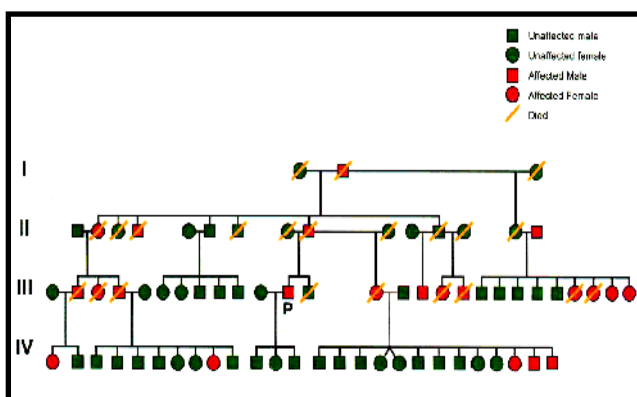 Unaffected male
Unaffected female
Affected Male
Affected Female
Died
I
II
III
P
IV